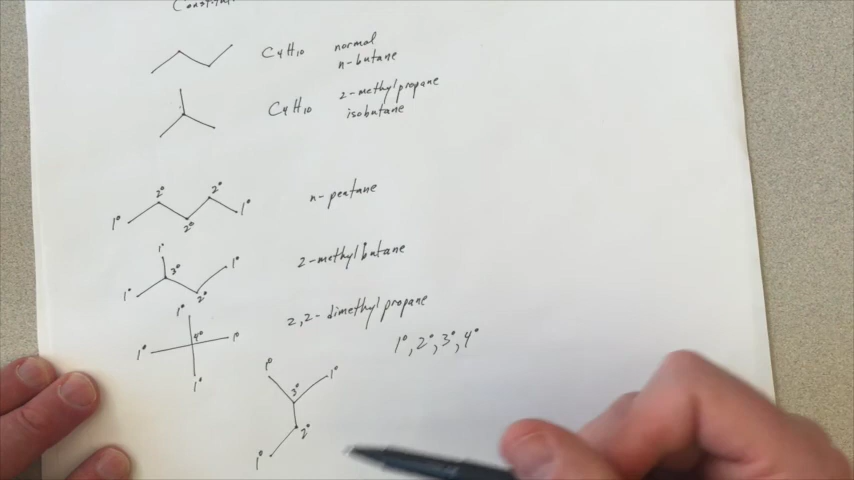 C4H10 normal
n-butane
C4H10 2-methylpropane
isobutane
1° 2° 2° 2° 1° n-pentane
1° 1° 3° 2° 1° 2-methylbutane
1° 1° 4° 1° 1° 2,2-dimethylpropane
1°, 2°, 3°, 4°
1° 1°
3°
2°
1°